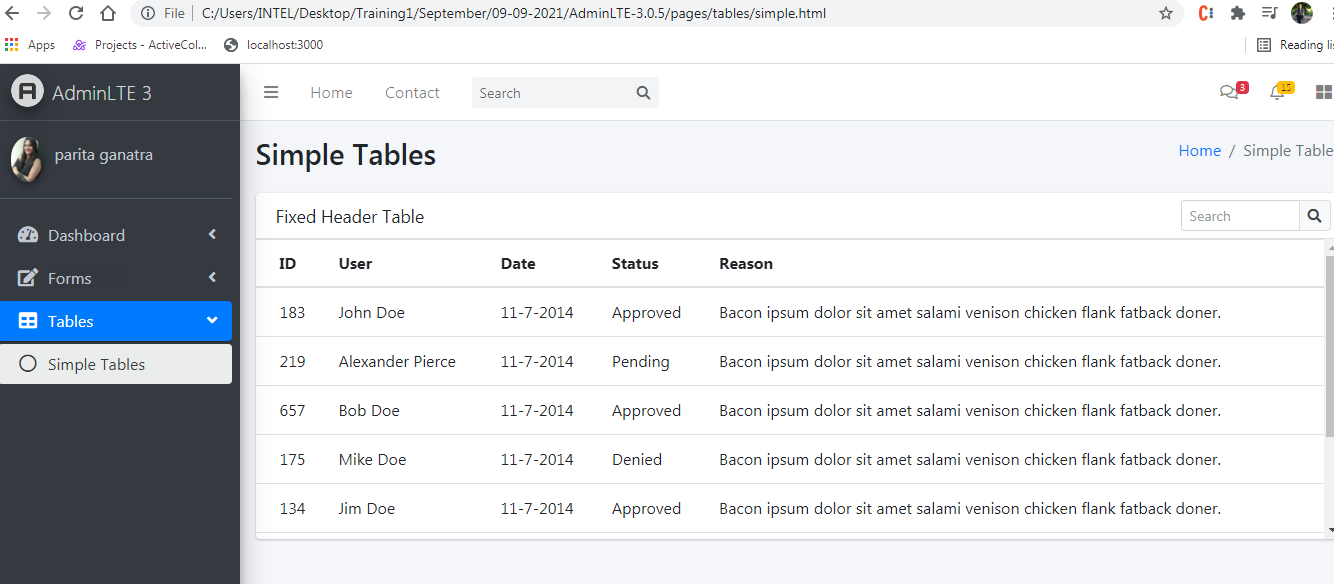 File C:/Users/INTEL/Desktop/Training1/September/09-09-2021/AdminLTE-3.0.5/pages/tables/simple.html
Apps Projects - ActiveCol... localhost:3000 Reading lis
AdminLTE 3 Home Contact Search 3 15
parita ganatra
Simple Tables Home / Simple Table
Fixed Header Table Search
Dashboard
Forms
Tables
Simple Tables
ID User Date Status Reason
183 John Doe 11-7-2014 Approved Bacon ipsum dolor sit amet salami venison chicken flank fatback doner.
219 Alexander Pierce 11-7-2014 Pending Bacon ipsum dolor sit amet salami venison chicken flank fatback doner.
657 Bob Doe 11-7-2014 Approved Bacon ipsum dolor sit amet salami venison chicken flank fatback doner.
175 Mike Doe 11-7-2014 Denied Bacon ipsum dolor sit amet salami venison chicken flank fatback doner.
134 Jim Doe 11-7-2014 Approved Bacon ipsum dolor sit amet salami venison chicken flank fatback doner.